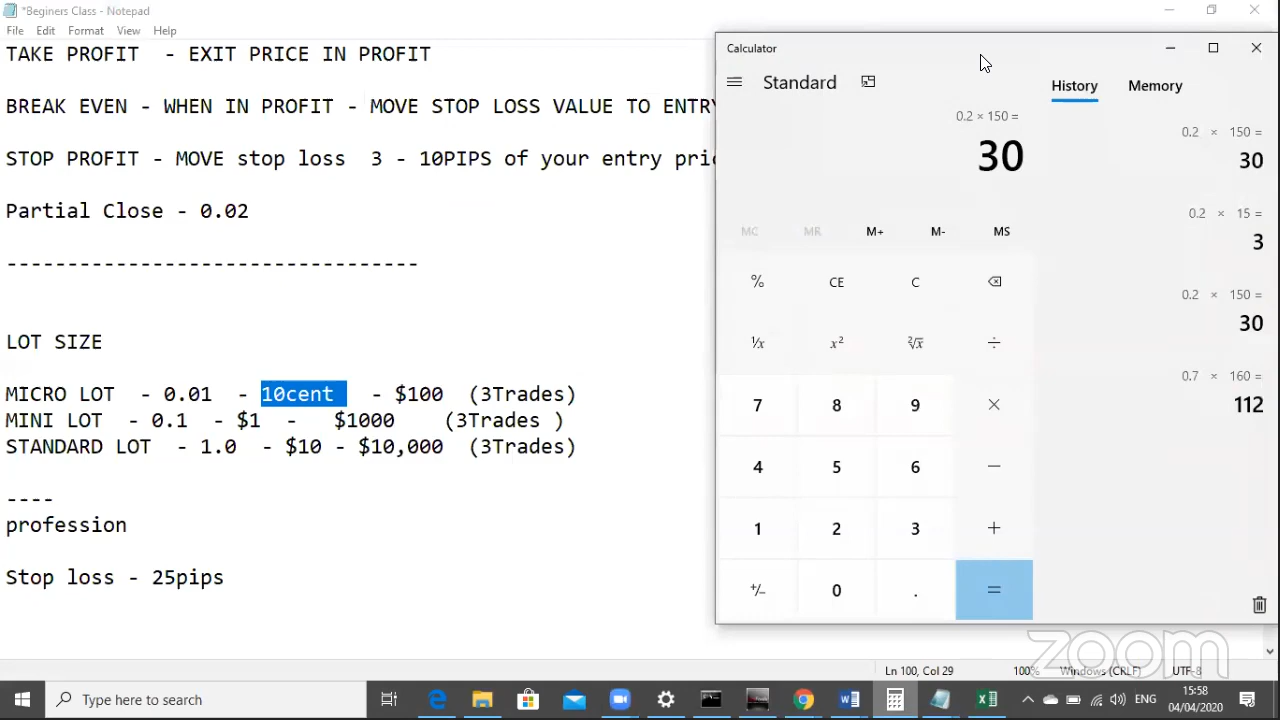 *Beginers Class - Notepad
File Edit Format View Help
TAKE PROFIT - EXIT PRICE IN PROFIT
BREAK EVEN - WHEN IN PROFIT - MOVE STOP LOSS VALUE TO ENTRY
STOP PROFIT - MOVE stop loss 3 - 10PIPS of your entry pric
Partial Close - 0.02
----------------------------------
LOT SIZE
MICRO LOT - 0.01 - 10cent - $100 (3Trades)
MINI LOT - 0.1 - $1 - $1000 (3Trades )
STANDARD LOT - 1.0 - $10 - $10,000 (3Trades)
----
profession
Stop loss - 25pips
Calculator
Standard
History Memory
0.2 × 150 =
30
MC MR M+ M- MS
% CE C
⅟x x² ²√x ÷
7 8 9 ×
4 5 6 −
1 2 3 +
+/− 0 . =
0.2 × 150 =
30
0.2 × 15 =
3
0.2 × 150 =
30
0.7 × 160 =
112
zoom
Ln 100, Col 29 100% Windows (CRLF) UTF-8
Type here to search
ENG
15:58
04/04/2020